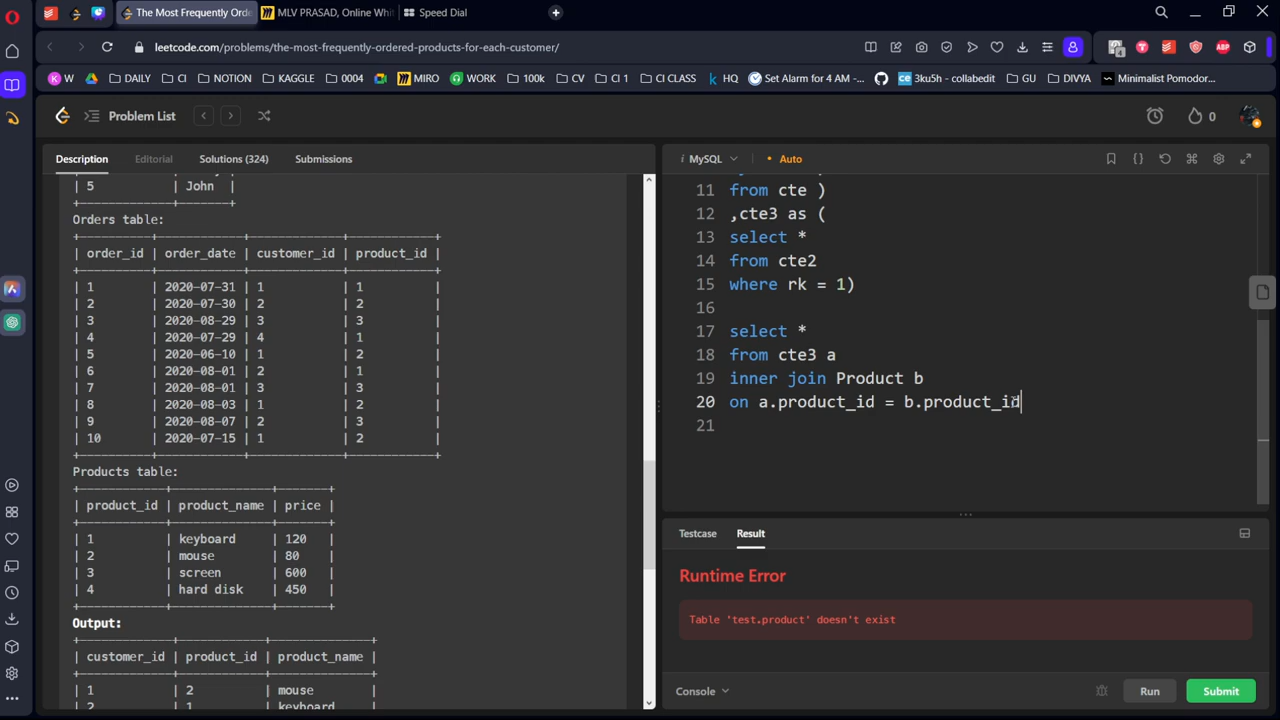 The Most Frequently Orde
MLV PRASAD, Online Whit
Speed Dial
leetcode.com/problems/the-most-frequently-ordered-products-for-each-customer/
W
DAILY
CI
NOTION
KAGGLE
0004
MIRO
WORK
100k
CV
CI 1
CI CLASS
HQ
Set Alarm for 4 AM -...
3ku5h - collabedit
GU
DIVYA
Minimalist Pomodor...
Problem List
0
Description
Editorial
Solutions (324)
Submissions
| 5 | John |
+-------------+-------+
Orders table:
+----------+------------+-------------+------------+
| order_id | order_date | customer_id | product_id |
+----------+------------+-------------+------------+
| 1 | 2020-07-31 | 1 | 1 |
| 2 | 2020-07-30 | 2 | 2 |
| 3 | 2020-08-29 | 3 | 3 |
| 4 | 2020-07-29 | 4 | 1 |
| 5 | 2020-06-10 | 1 | 2 |
| 6 | 2020-08-01 | 2 | 1 |
| 7 | 2020-08-01 | 3 | 3 |
| 8 | 2020-08-03 | 1 | 2 |
| 9 | 2020-08-07 | 2 | 3 |
| 10 | 2020-07-15 | 1 | 2 |
+----------+------------+-------------+------------+
Products table:
+------------+--------------+-------+
| product_id | product_name | price |
+------------+--------------+-------+
| 1 | keyboard | 120 |
| 2 | mouse | 80 |
| 3 | screen | 600 |
| 4 | hard disk | 450 |
+------------+--------------+-------+
Output:
+-------------+------------+--------------+
| customer_id | product_id | product_name |
+-------------+------------+--------------+
| 1 | 2 | mouse |
| 2 | 1 | keyboard |
i MySQL
• Auto
11 from cte )
12 ,cte3 as (
13 select *
14 from cte2
15 where rk = 1)
16
17 select *
18 from cte3 a
19 inner join Product b
20 on a.product_id = b.product_id
21
Testcase
Result
Runtime Error
Table 'test.product' doesn't exist
Console
Run
Submit